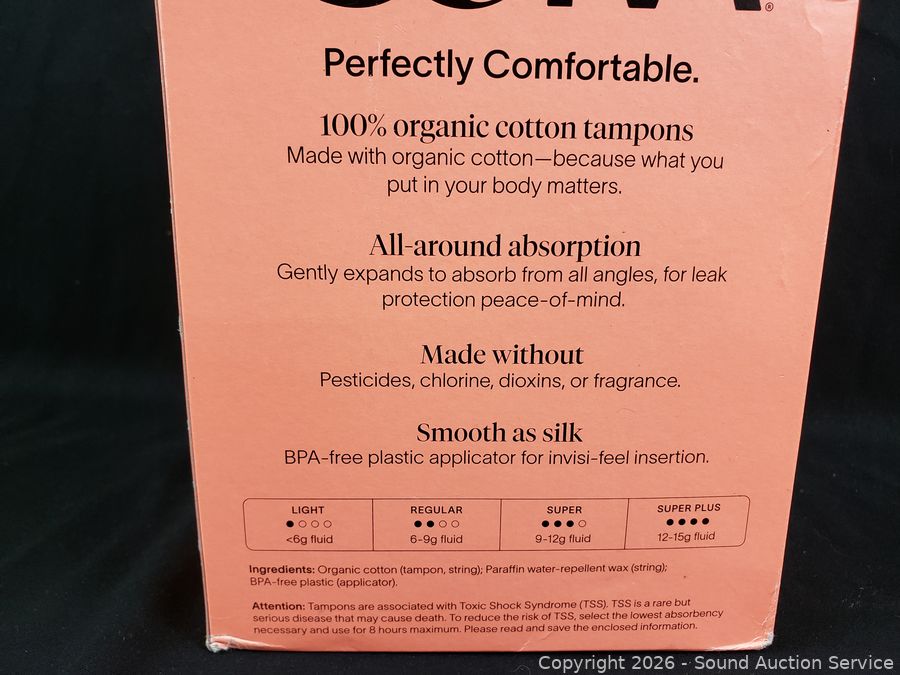 Perfectly Comfortable.
100% organic cotton tampons
Made with organic cotton—because what you
put in your body matters.
All-around absorption
Gently expands to absorb from all angles, for leak
protection peace-of-mind.
Made without
Pesticides, chlorine, dioxins, or fragrance.
Smooth as silk
BPA-free plastic applicator for invisi-feel insertion.
LIGHT REGULAR SUPER SUPER PLUS
<6g fluid 6-9g fluid 9-12g fluid 12-15g fluid
Ingredients: Organic cotton (tampon, string); Paraffin water-repellent wax (string);
BPA-free plastic (applicator).
Attention: Tampons are associated with Toxic Shock Syndrome (TSS). TSS is a rare but
serious disease that may cause death. To reduce the risk of TSS, select the lowest absorbency
necessary and use for 8 hours maximum. Please read and save the enclosed information.
Copyright 2026 - Sound Auction Service